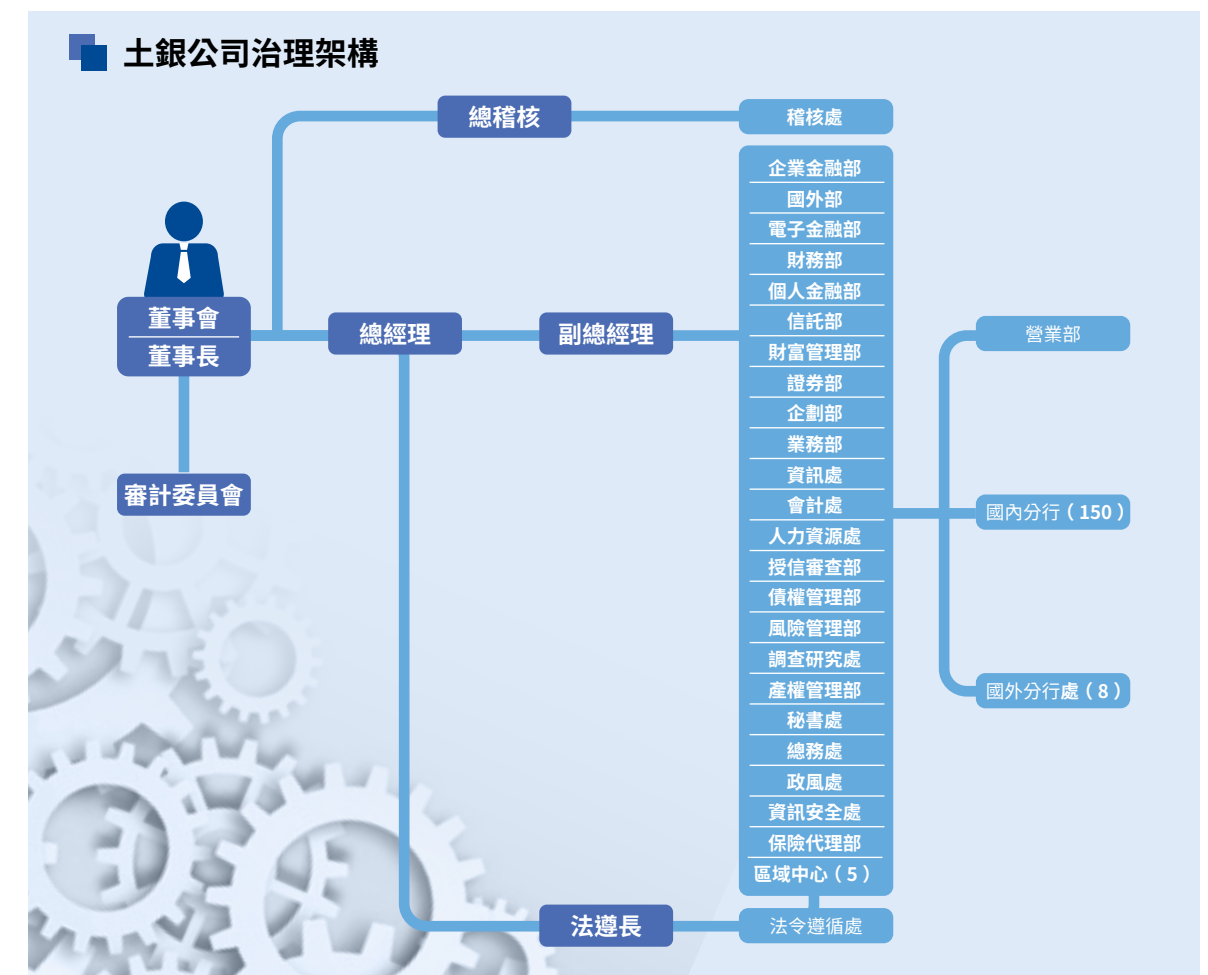 土銀公司治理架構
總稽核
稽核處
董事會
董事長
審計委員會
總經理
副總經理
企業金融部
國外部
電子金融部
財務部
個人金融部
信託部
財富管理部
證券部
企劃部
業務部
資訊處
會計處
人力資源處
授信審查部
債權管理部
風險管理部
調查研究處
產權管理部
秘書處
總務處
政風處
資訊安全處
保險代理部
區域中心（5）
營業部
國內分行（150）
國外分行處（8）
法遵長
法令遵循處